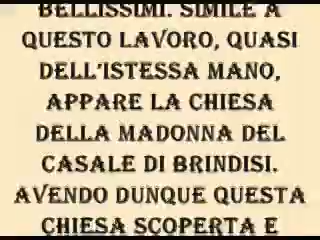 BELLISSIMI. SIMILE A
QUESTO LAVORO, QUASI
DELL'ISTESSA MANO,
APPARE LA CHIESA
DELLA MADONNA DEL
CASALE DI BRINDISI.
AVENDO DUNQUE QUESTA
CHIESA SCOPERTA E